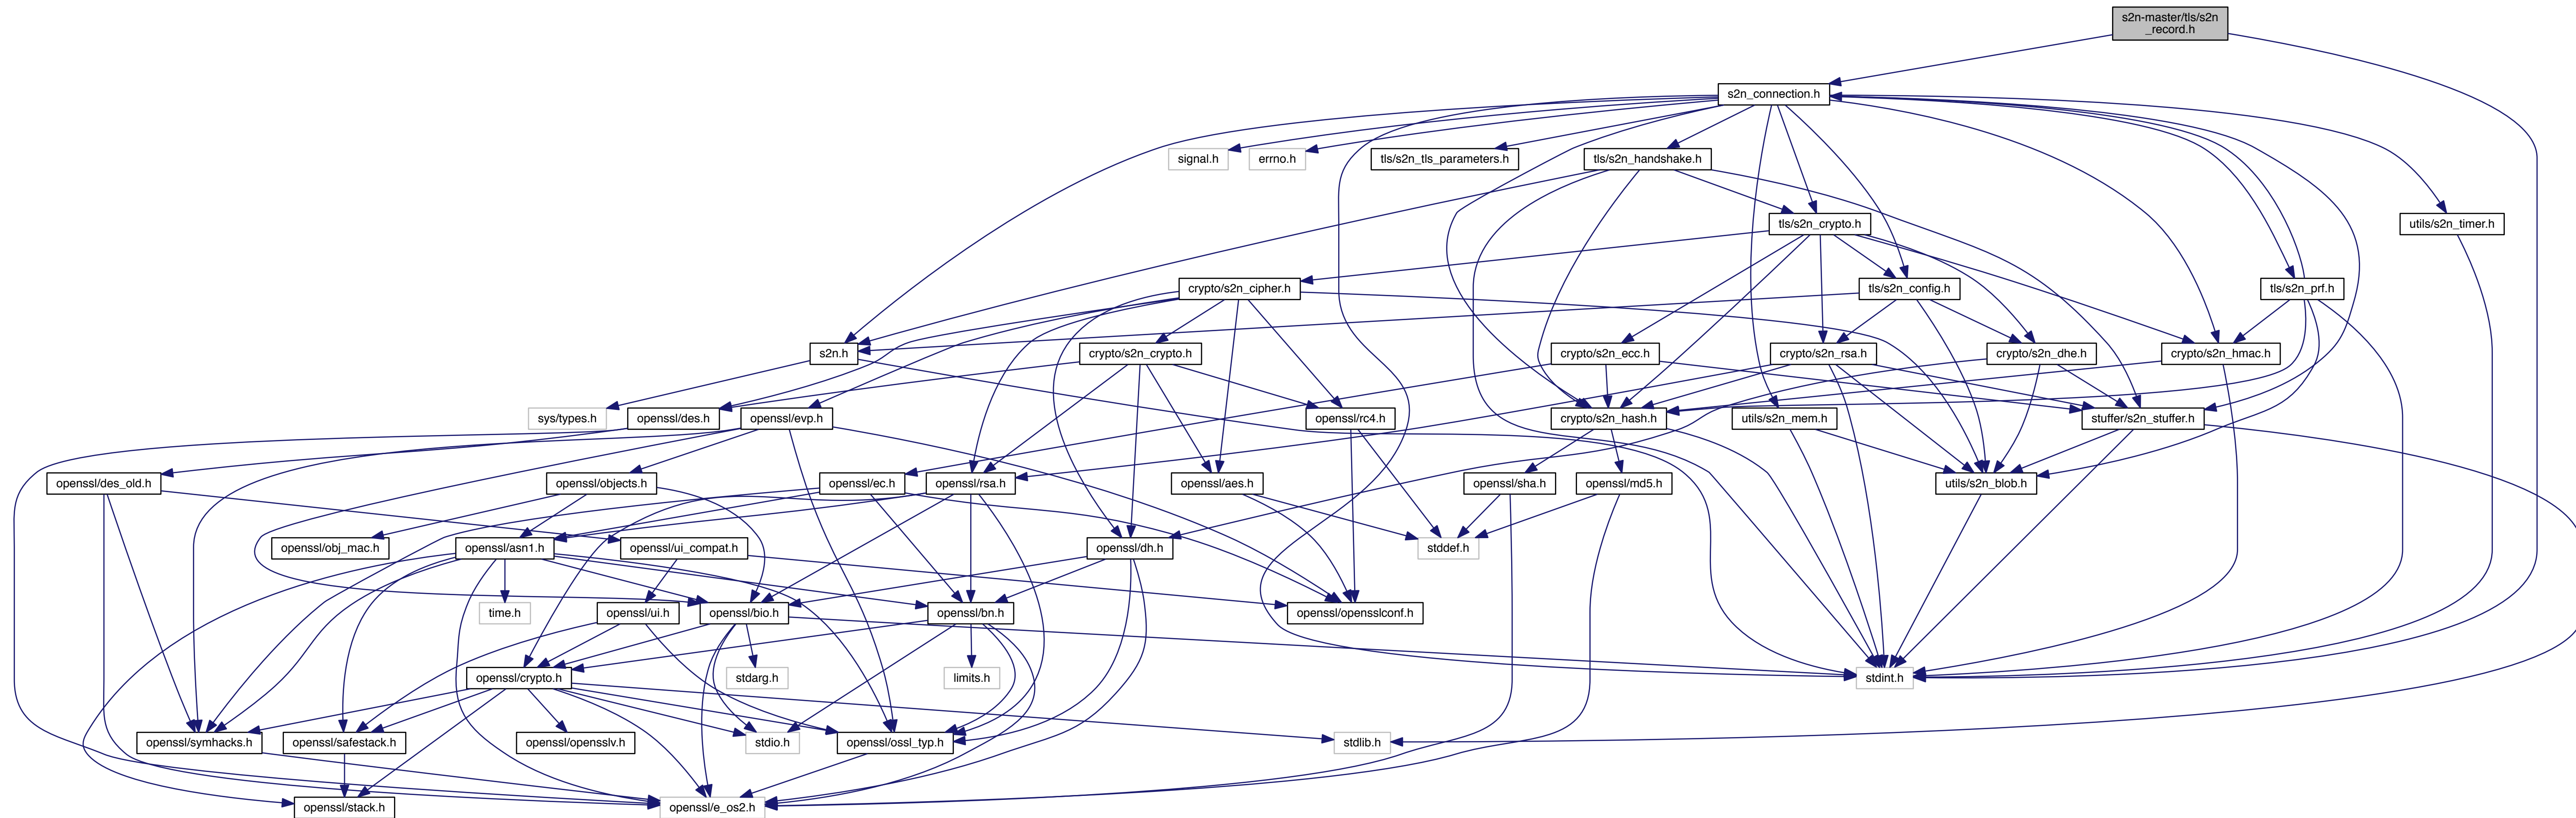 s2n-master/tls/s2n
_record.h
s2n_connection.h
signal.h
errno.h
tls/s2n_tls_parameters.h
tls/s2n_handshake.h
tls/s2n_crypto.h
utils/s2n_timer.h
crypto/s2n_cipher.h
tls/s2n_config.h
tls/s2n_prf.h
s2n.h
crypto/s2n_crypto.h
crypto/s2n_ecc.h
crypto/s2n_rsa.h
crypto/s2n_dhe.h
crypto/s2n_hmac.h
sys/types.h
openssl/des.h
openssl/evp.h
openssl/rc4.h
crypto/s2n_hash.h
utils/s2n_mem.h
stuffer/s2n_stuffer.h
openssl/des_old.h
openssl/objects.h
openssl/ec.h
openssl/rsa.h
openssl/aes.h
openssl/sha.h
openssl/md5.h
utils/s2n_blob.h
openssl/obj_mac.h
openssl/asn1.h
openssl/ui_compat.h
openssl/dh.h
stddef.h
time.h
openssl/ui.h
openssl/bio.h
openssl/bn.h
openssl/opensslconf.h
openssl/crypto.h
stdarg.h
limits.h
stdint.h
openssl/symhacks.h
openssl/safestack.h
openssl/opensslv.h
stdio.h
openssl/ossl_typ.h
stdlib.h
openssl/stack.h
openssl/e_os2.h